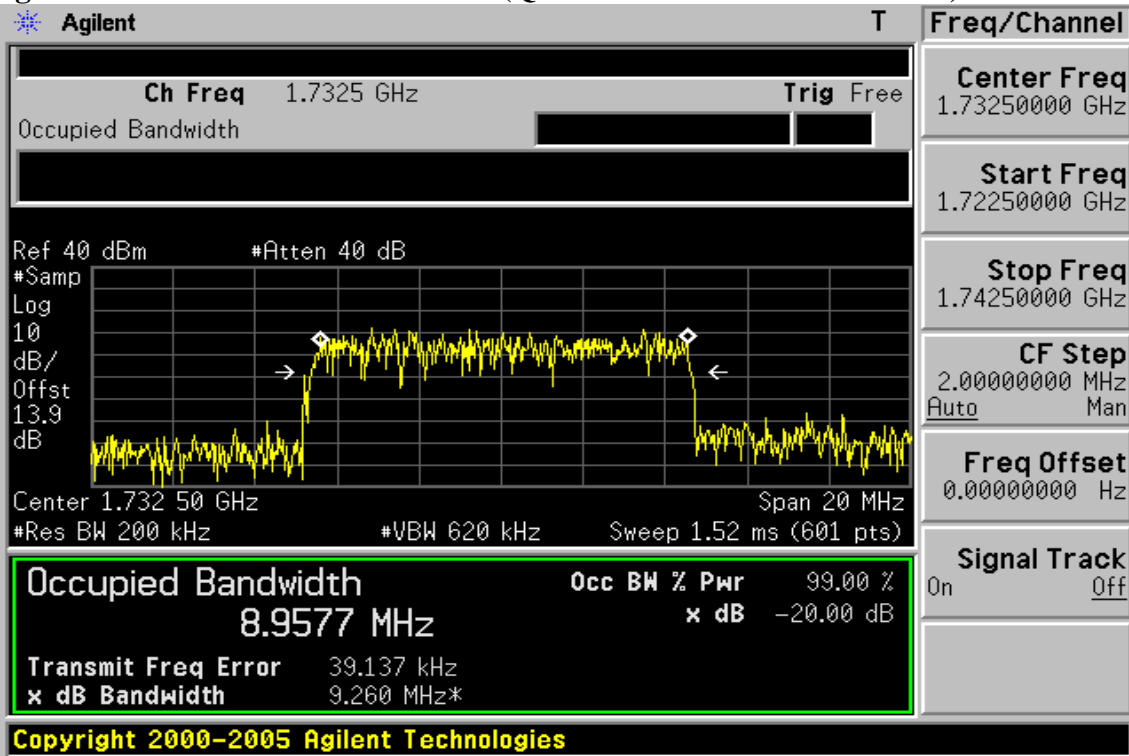 Agilent T
Ch Freq 1.7325 GHz Trig Free
Occupied Bandwidth
Ref 40 dBm #Atten 40 dB
#Samp
Log
10
dB/
Offst
13.9
dB
Center 1.732 50 GHz Span 20 MHz
#Res BW 200 kHz #VBW 620 kHz Sweep 1.52 ms (601 pts)
Occupied Bandwidth
8.9577 MHz
Occ BW % Pwr 99.00 %
x dB -20.00 dB
Transmit Freq Error 39.137 kHz
x dB Bandwidth 9.260 MHz*
Copyright 2000-2005 Agilent Technologies
Freq/Channel
Center Freq
1.73250000 GHz
Start Freq
1.72250000 GHz
Stop Freq
1.74250000 GHz
CF Step
2.00000000 MHz
Auto Man
Freq Offset
0.00000000 Hz
Signal Track
On Off